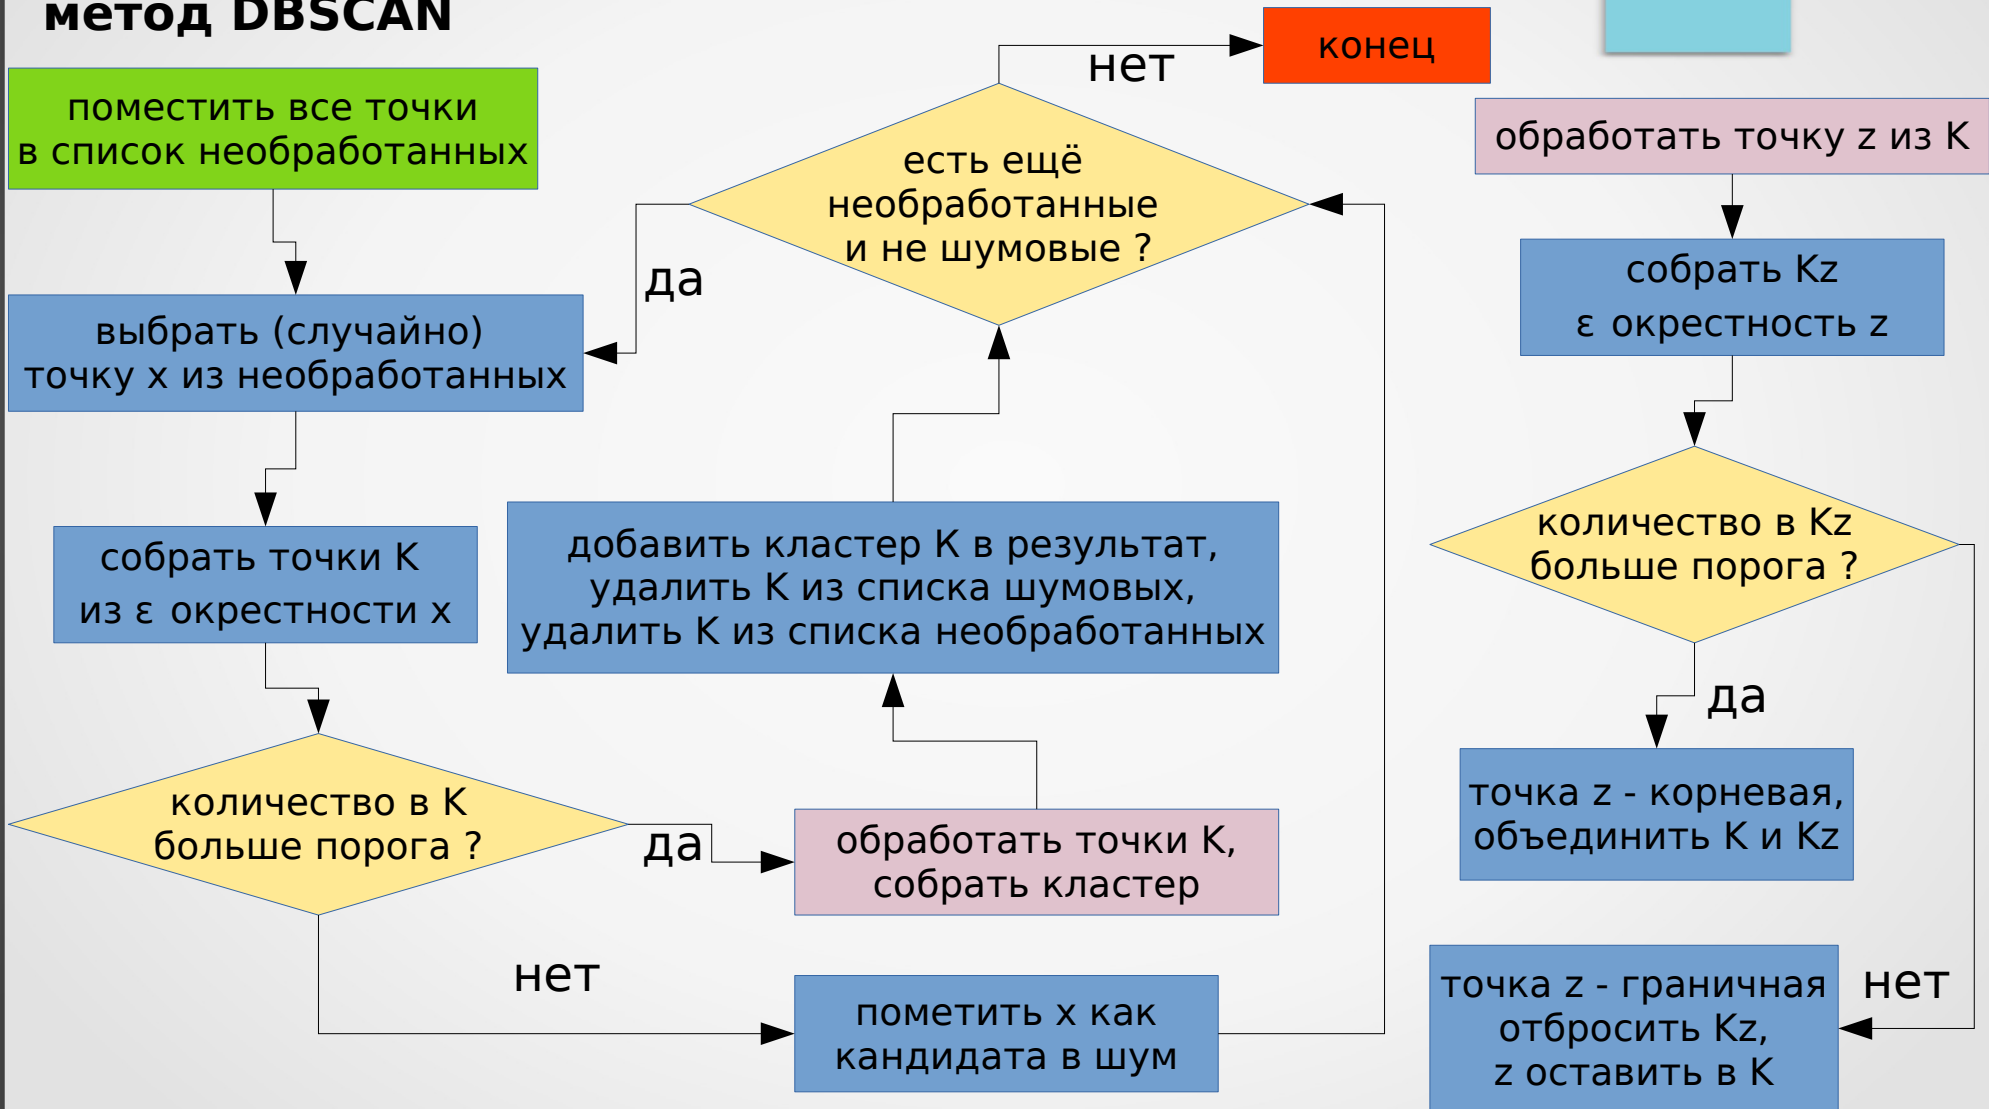 метод DBSCAN
поместить все точки
в список необработанных
выбрать (случайно)
точку x из необработанных
собрать точки K
из ε окрестности x
количество в K
больше порога ?
да
нет
обработать точки K,
собрать кластер
пометить x как
кандидата в шум
добавить кластер K в результат,
удалить K из списка шумовых,
удалить K из списка необработанных
есть ещё
необработанные
и не шумовые ?
да
нет
конец
обработать точку z из K
собрать Kz
ε окрестность z
количество в Kz
больше порога ?
да
точка z - корневая,
объединить K и Kz
нет
точка z - граничная
отбросить Kz,
z оставить в K